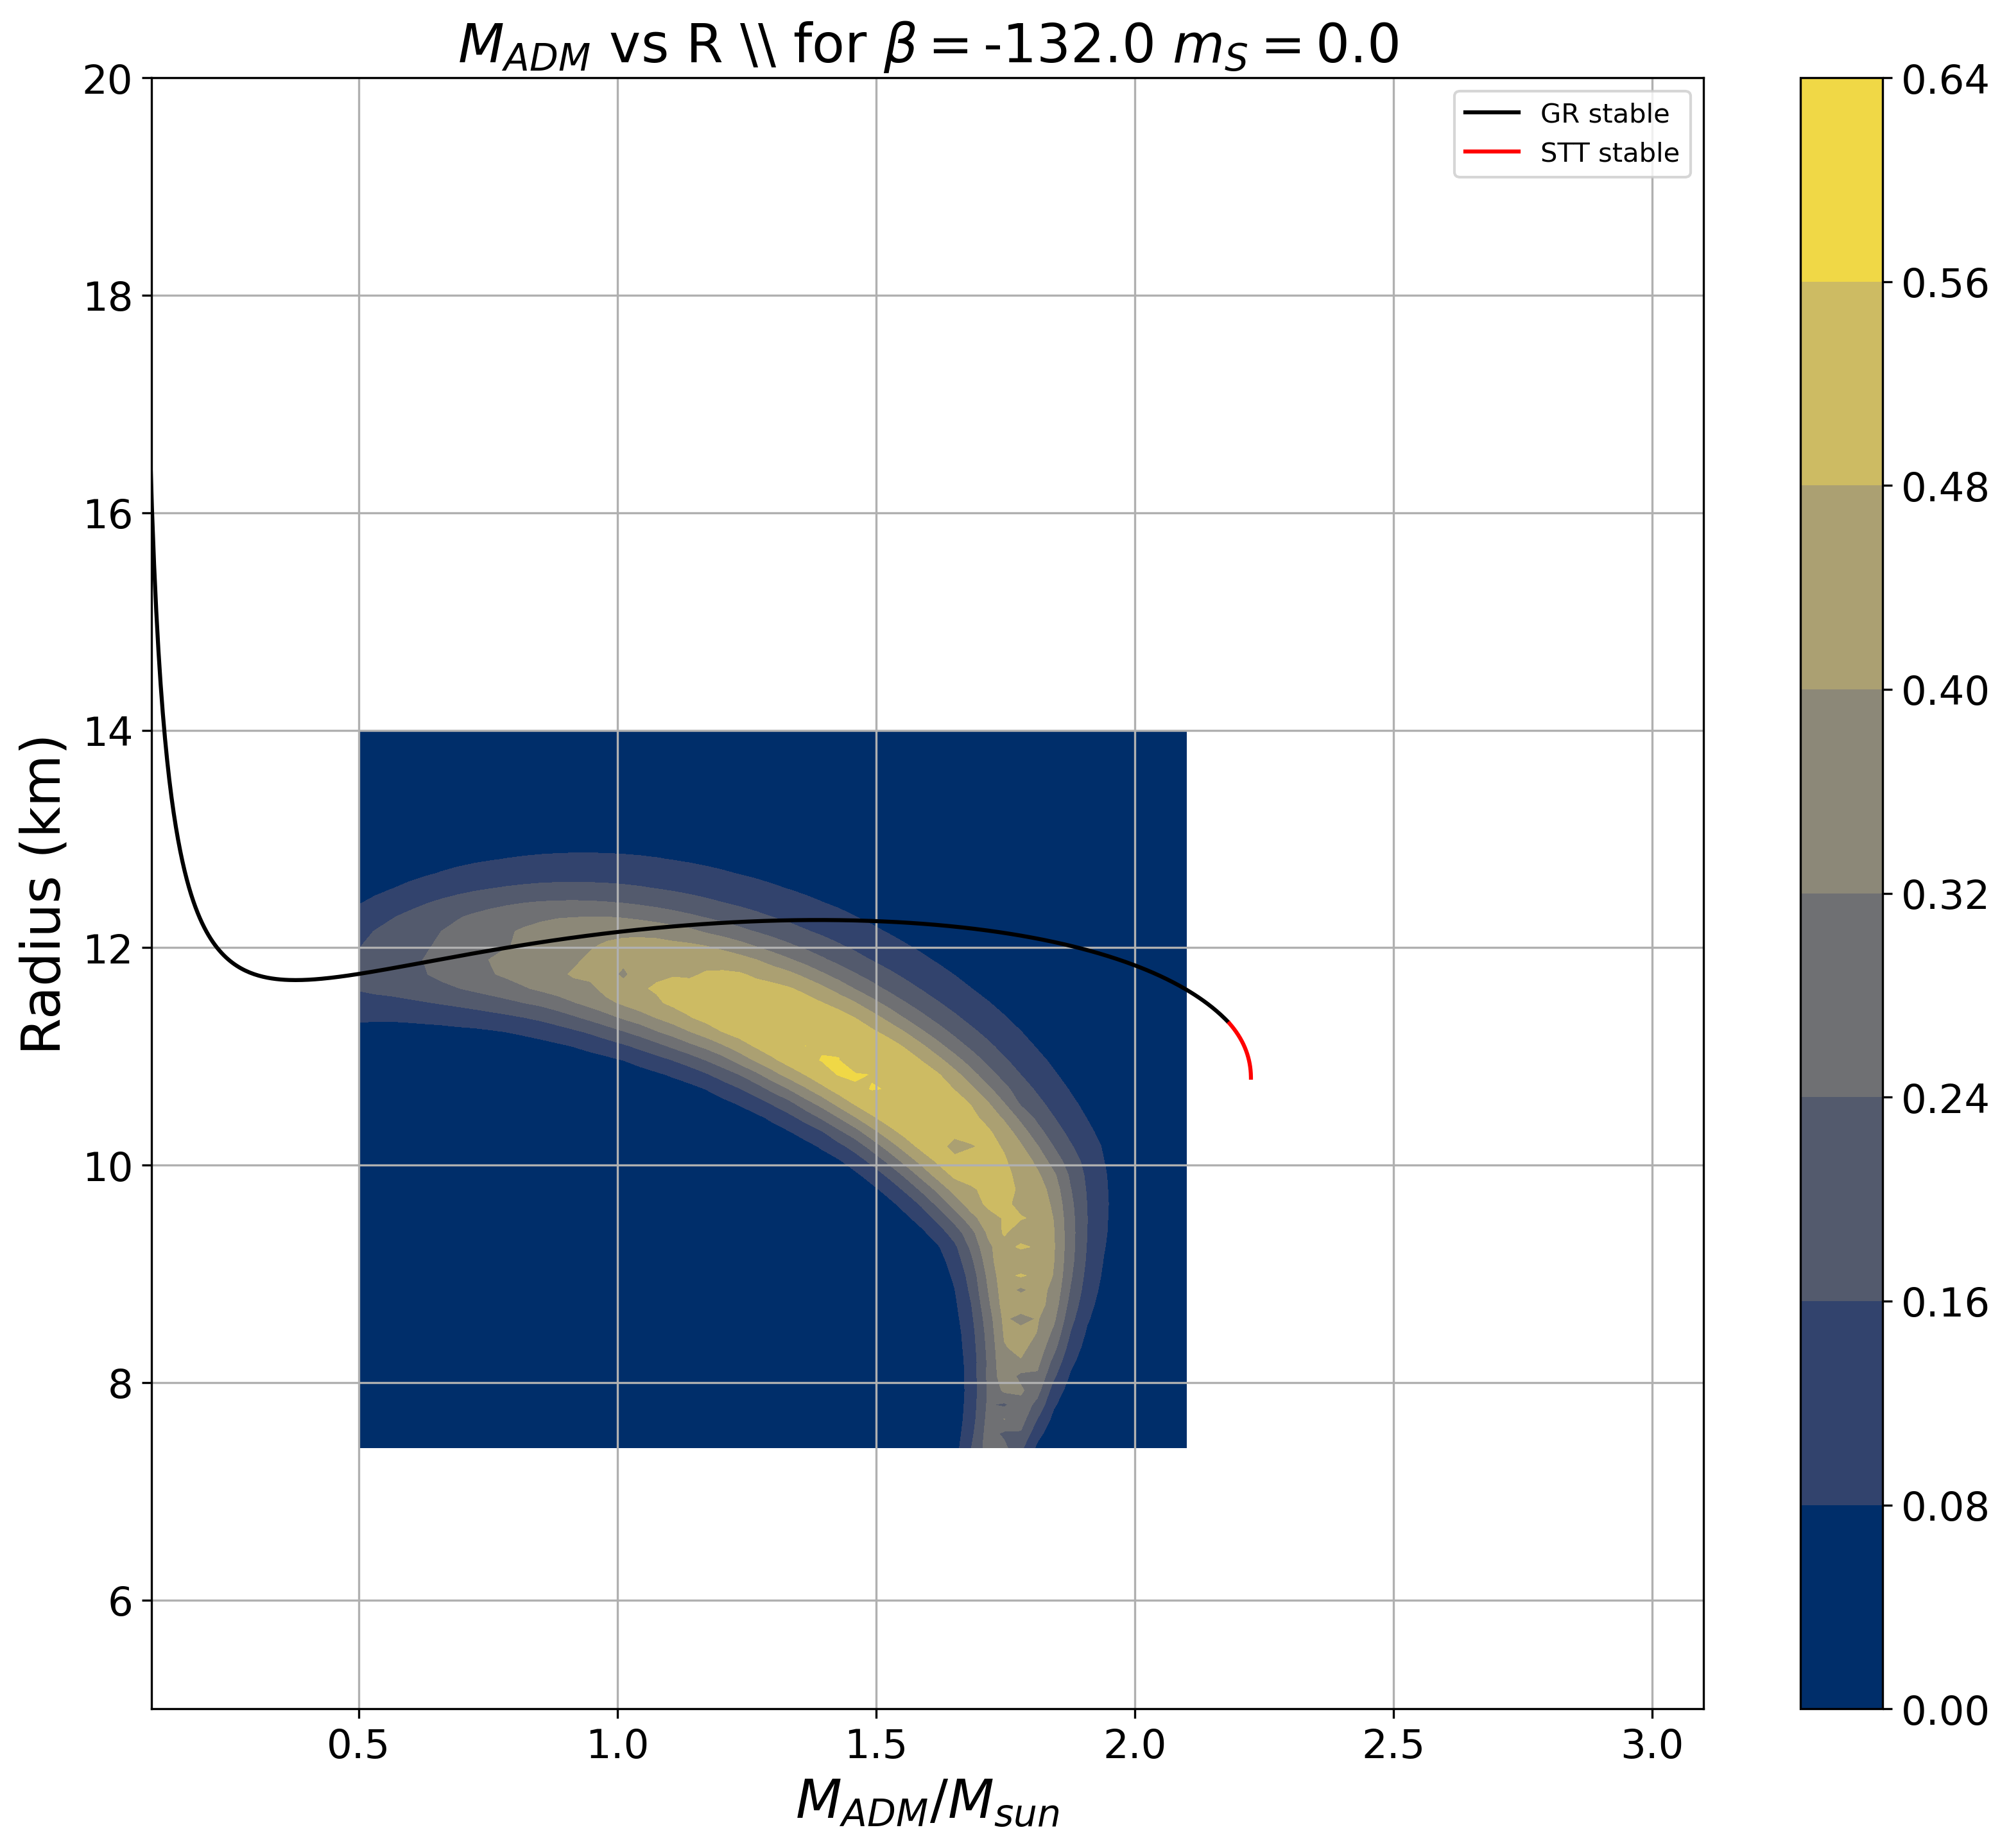 M_ADM vs R \\ for β = -132.0 m_S = 0.0
GR stable
STT stable
Radius (km)
20
18
16
14
12
10
8
6
0.5 1.0 1.5 2.0 2.5 3.0
M_ADM/M_sun
0.64
0.56
0.48
0.40
0.32
0.24
0.16
0.08
0.00